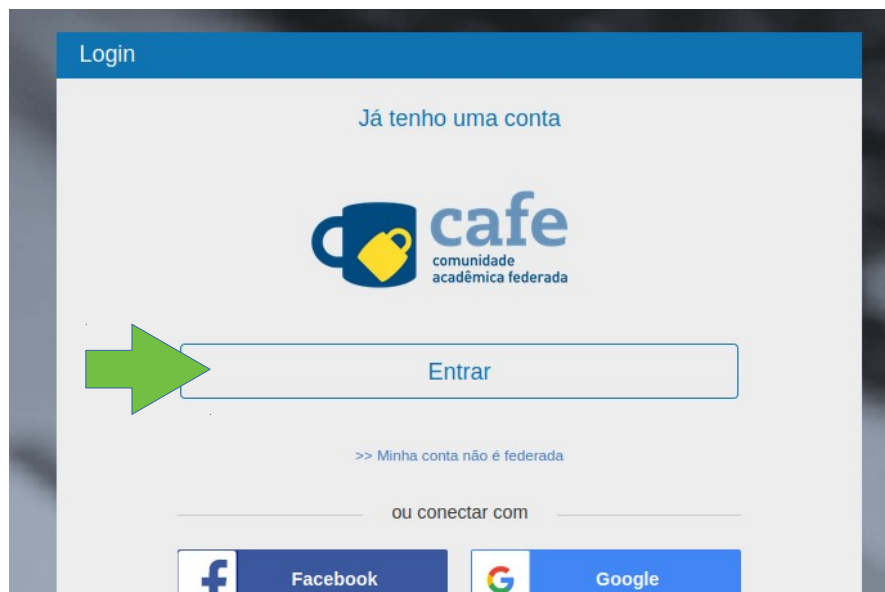 Login
Já tenho uma conta
cafe
comunidade
acadêmica federada
Entrar
>> Minha conta não é federada
ou conectar com
Facebook
Google